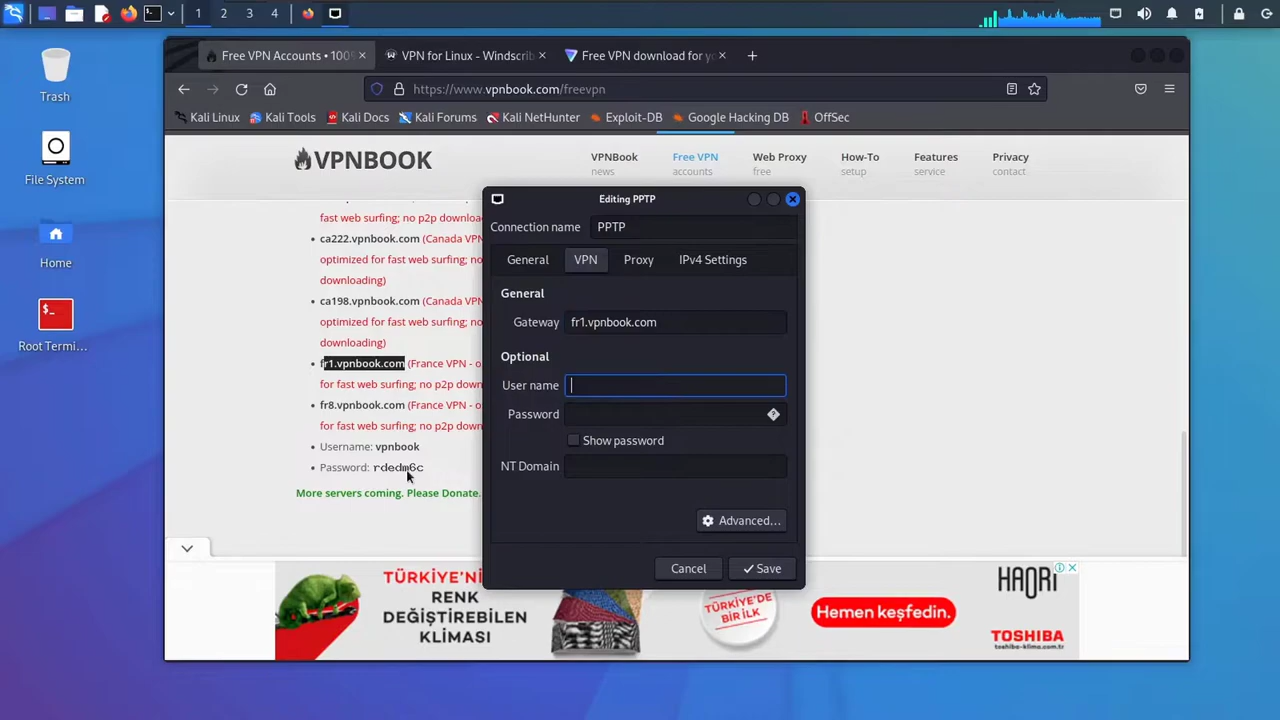 1 2 3 4
Trash
File System
Home
Root Termi...
Free VPN Accounts • 100%
VPN for Linux - Windscrib
Free VPN download for yo
https://www.vpnbook.com/freevpn
Kali Linux
Kali Tools
Kali Docs
Kali Forums
Kali NetHunter
Exploit-DB
Google Hacking DB
OffSec
VPNBOOK
VPNBook
news
Free VPN
accounts
Web Proxy
free
How-To
setup
Features
service
Privacy
contact
fast web surfing; no p2p downloading)
• ca222.vpnbook.com (Canada VPN
optimized for fast web surfing; no
downloading)
• ca198.vpnbook.com (Canada VPN
optimized for fast web surfing; no
downloading)
• fr1.vpnbook.com (France VPN - o
for fast web surfing; no p2p down
• fr8.vpnbook.com (France VPN - o
for fast web surfing; no p2p down
• Username: vpnbook
• Password: rdedm6c
More servers coming. Please Donate.
Editing PPTP
Connection name PPTP
General VPN Proxy IPv4 Settings
General
Gateway fr1.vpnbook.com
Optional
User name
Password
Show password
NT Domain
Advanced...
Cancel Save
TÜRKİYE'Nİ
RENK
DEĞİŞTİREBİLEN
KLİMASI
TÜRKİYE'DE
BİR İLK
Hemen keşfedin.
HAORI
TOSHIBA
toshiba-klima.com.tr